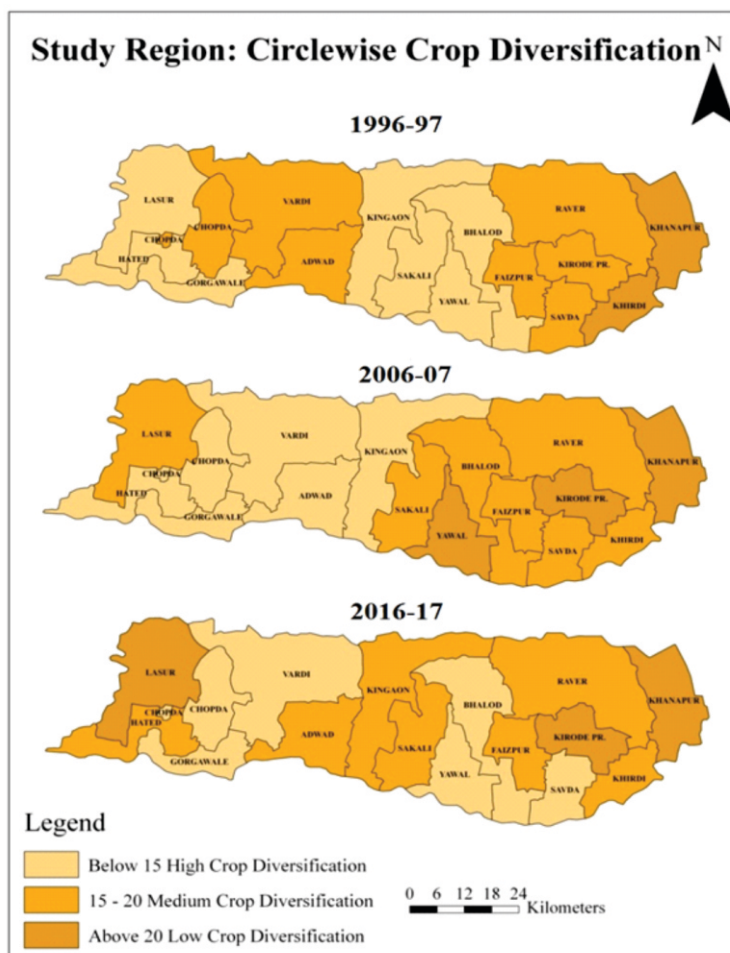 Study Region: Circlewise Crop Diversification
N
1996-97
LASUR
VARDI
CHOPDA
CHOPDA
HATED
GORGAWALE
ADWAD
KINGAON
BHALOD
SAKALI
YAWAL
RAVER
KHANAPUR
FAIZPUR
KIRODE PR.
SAVDA
KHIRDI
2006-07
LASUR
VARDI
CHOPDA
CHOPDA
HATED
GORGAWALE
ADWAD
KINGAON
BHALOD
SAKALI
YAWAL
RAVER
KHANAPUR
FAIZPUR
KIRODE PR.
SAVDA
KHIRDI
2016-17
LASUR
VARDI
CHOPDA
CHOPDA
HATED
GORGAWALE
ADWAD
KINGAON
BHALOD
SAKALI
YAWAL
RAVER
KHANAPUR
FAIZPUR
KIRODE PR.
SAVDA
KHIRDI
Legend
Below 15 High Crop Diversification
15 - 20 Medium Crop Diversification
Above 20 Low Crop Diversification
0 6 12 18 24
Kilometers